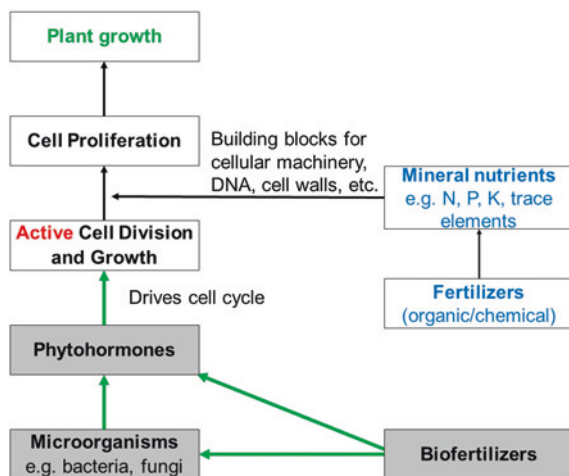 Plant growth
Cell Proliferation
Building blocks for
cellular machinery,
DNA, cell walls, etc.
Mineral nutrients
e.g. N, P, K, trace
elements
Active Cell Division
and Growth
Drives cell cycle
Fertilizers
(organic/chemical)
Phytohormones
Microorganisms
e.g. bacteria, fungi
Biofertilizers